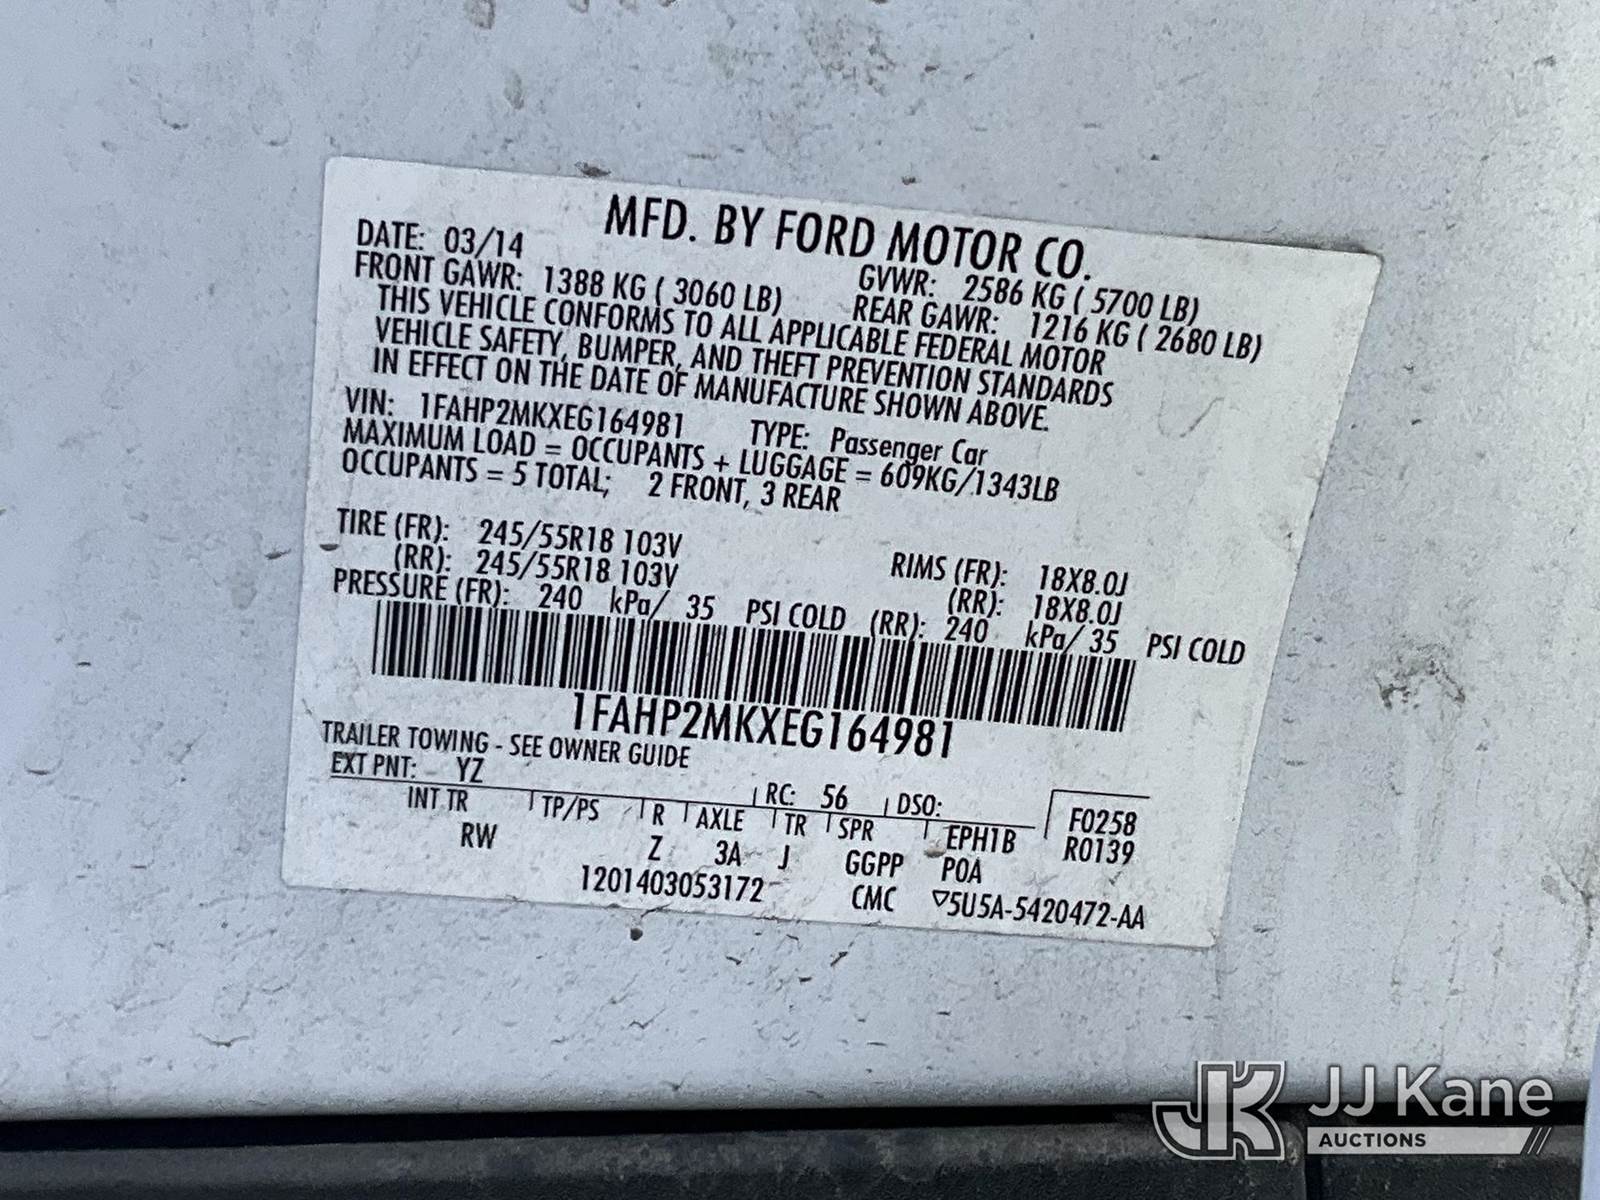 MFD. BY FORD MOTOR CO.
DATE: 03/14 GVWR: 2586 KG ( 5700 LB)
FRONT GAWR: 1388 KG ( 3060 LB) REAR GAWR: 1216 KG ( 2680 LB)
THIS VEHICLE CONFORMS TO ALL APPLICABLE FEDERAL MOTOR
VEHICLE SAFETY, BUMPER, AND THEFT PREVENTION STANDARDS
IN EFFECT ON THE DATE OF MANUFACTURE SHOWN ABOVE.
VIN: 1FAHP2MKXEG164981 TYPE: Passenger Car
MAXIMUM LOAD = OCCUPANTS + LUGGAGE = 609KG/1343LB
OCCUPANTS = 5 TOTAL; 2 FRONT, 3 REAR
TIRE (FR): 245/55R18 103V RIMS (FR): 18X8.0J
(RR): 245/55R18 103V (RR): 18X8.0J
PRESSURE (FR): 240 kPa/ 35 PSI COLD (RR): 240 kPa/ 35 PSI COLD
1FAHP2MKXEG164981
TRAILER TOWING - SEE OWNER GUIDE
EXT PNT: YZ RC: 56 DSO: F0258
INT TR TP/PS R AXLE TR SPR EPH1B R0139
RW Z 3A J GGPP POA
1201403053172 CMC ▽5U5A-5420472-AA
JK JJ Kane
AUCTIONS